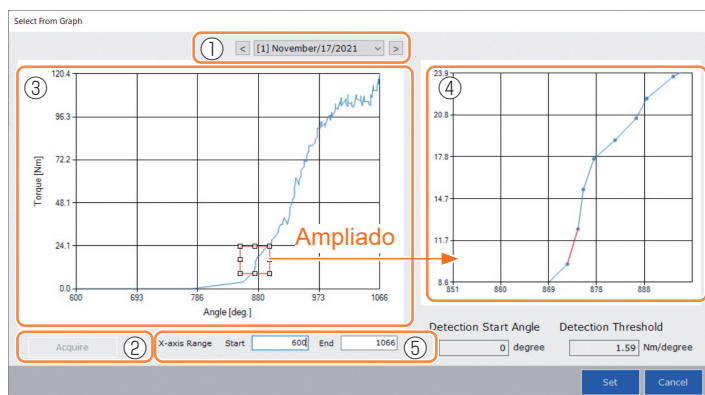 Select From Graph
① < [1] November/17/2021 >
③
120.4
96.3
72.2
48.1
24.1
0.0
Torque [Nm]
600 693 786 880 973 1066
Angle [deg.]
Ampliado
④
23.9
20.8
17.8
14.7
11.7
8.6
851 860 869 878 888
Acquire ②
X-axis Range Start 600 End 1066 ⑤
Detection Start Angle Detection Threshold
0 degree 1.59 Nm/degree
Set Cancel